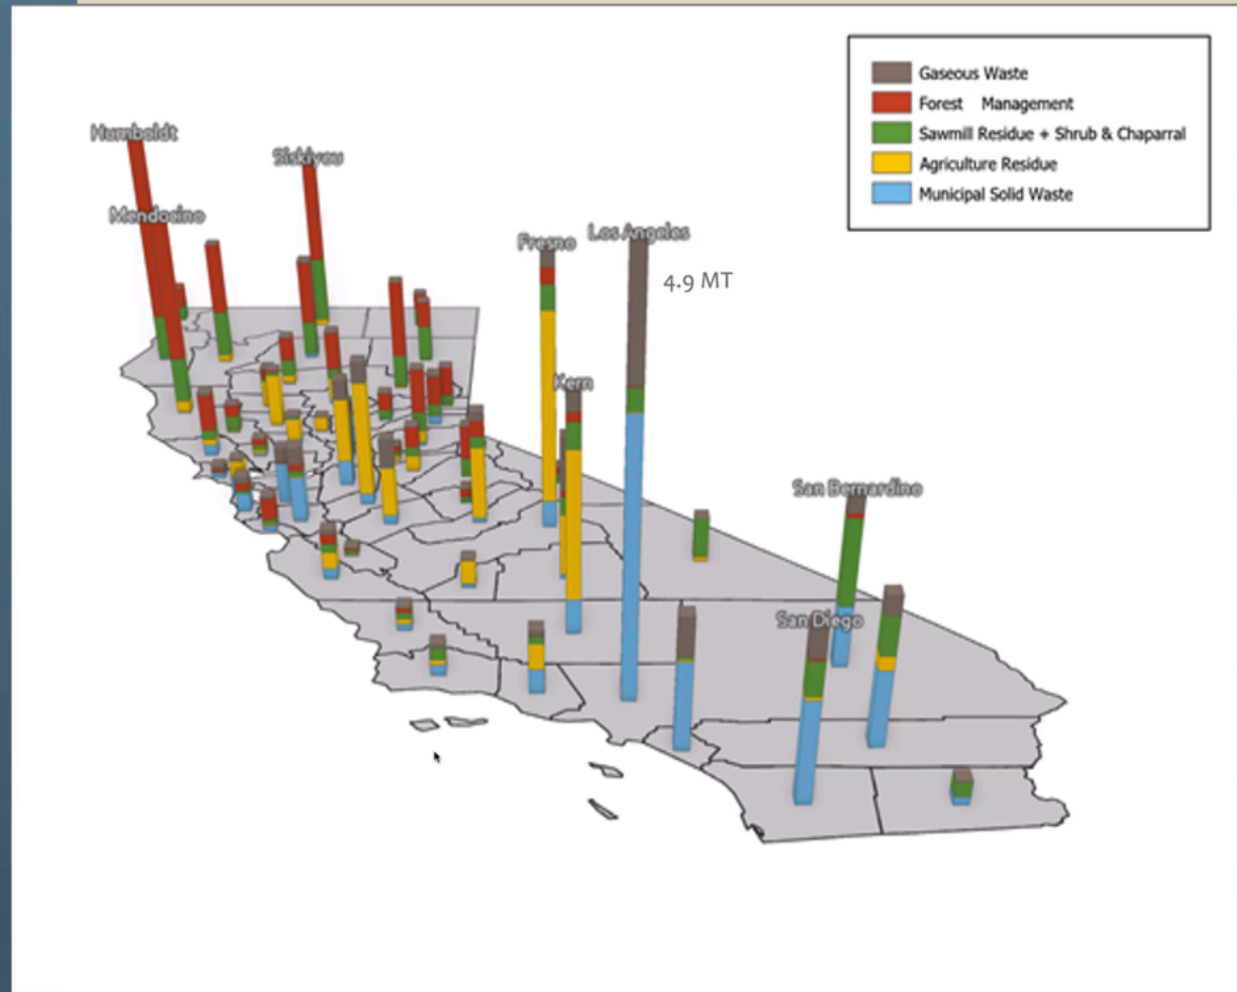 Gaseous Waste
Forest Management
Sawmill Residue + Shrub & Chaparral
Agriculture Residue
Municipal Solid Waste
Humboldt
Siskiyou
Mendocino
Fresno
Los Angeles
4.9 MT
Kern
San Bernardino
San Diego